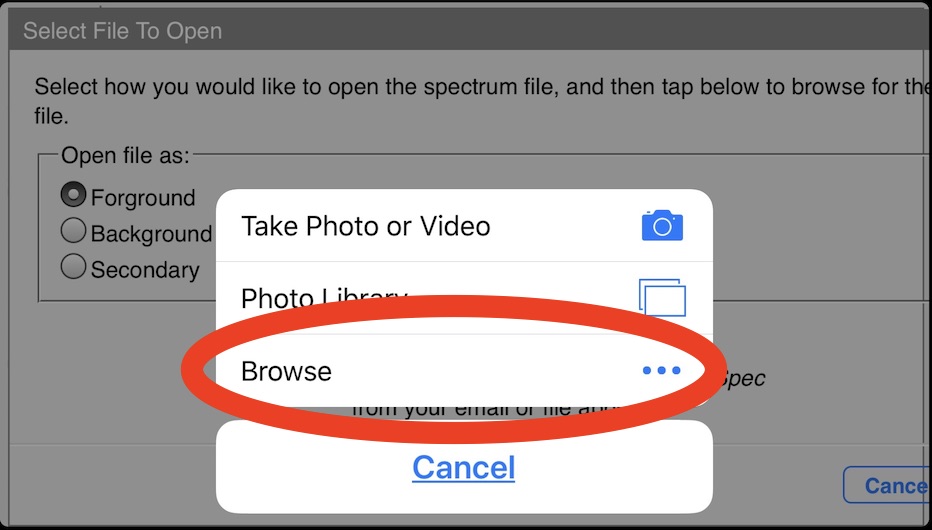 Select File To Open
Select how you would like to open the spectrum file, and then tap below to browse for the
file.
Open file as:
Forground
Background
Secondary
Take Photo or Video
Photo Library
Browse
Spec
from your email or file
Cancel
Cance